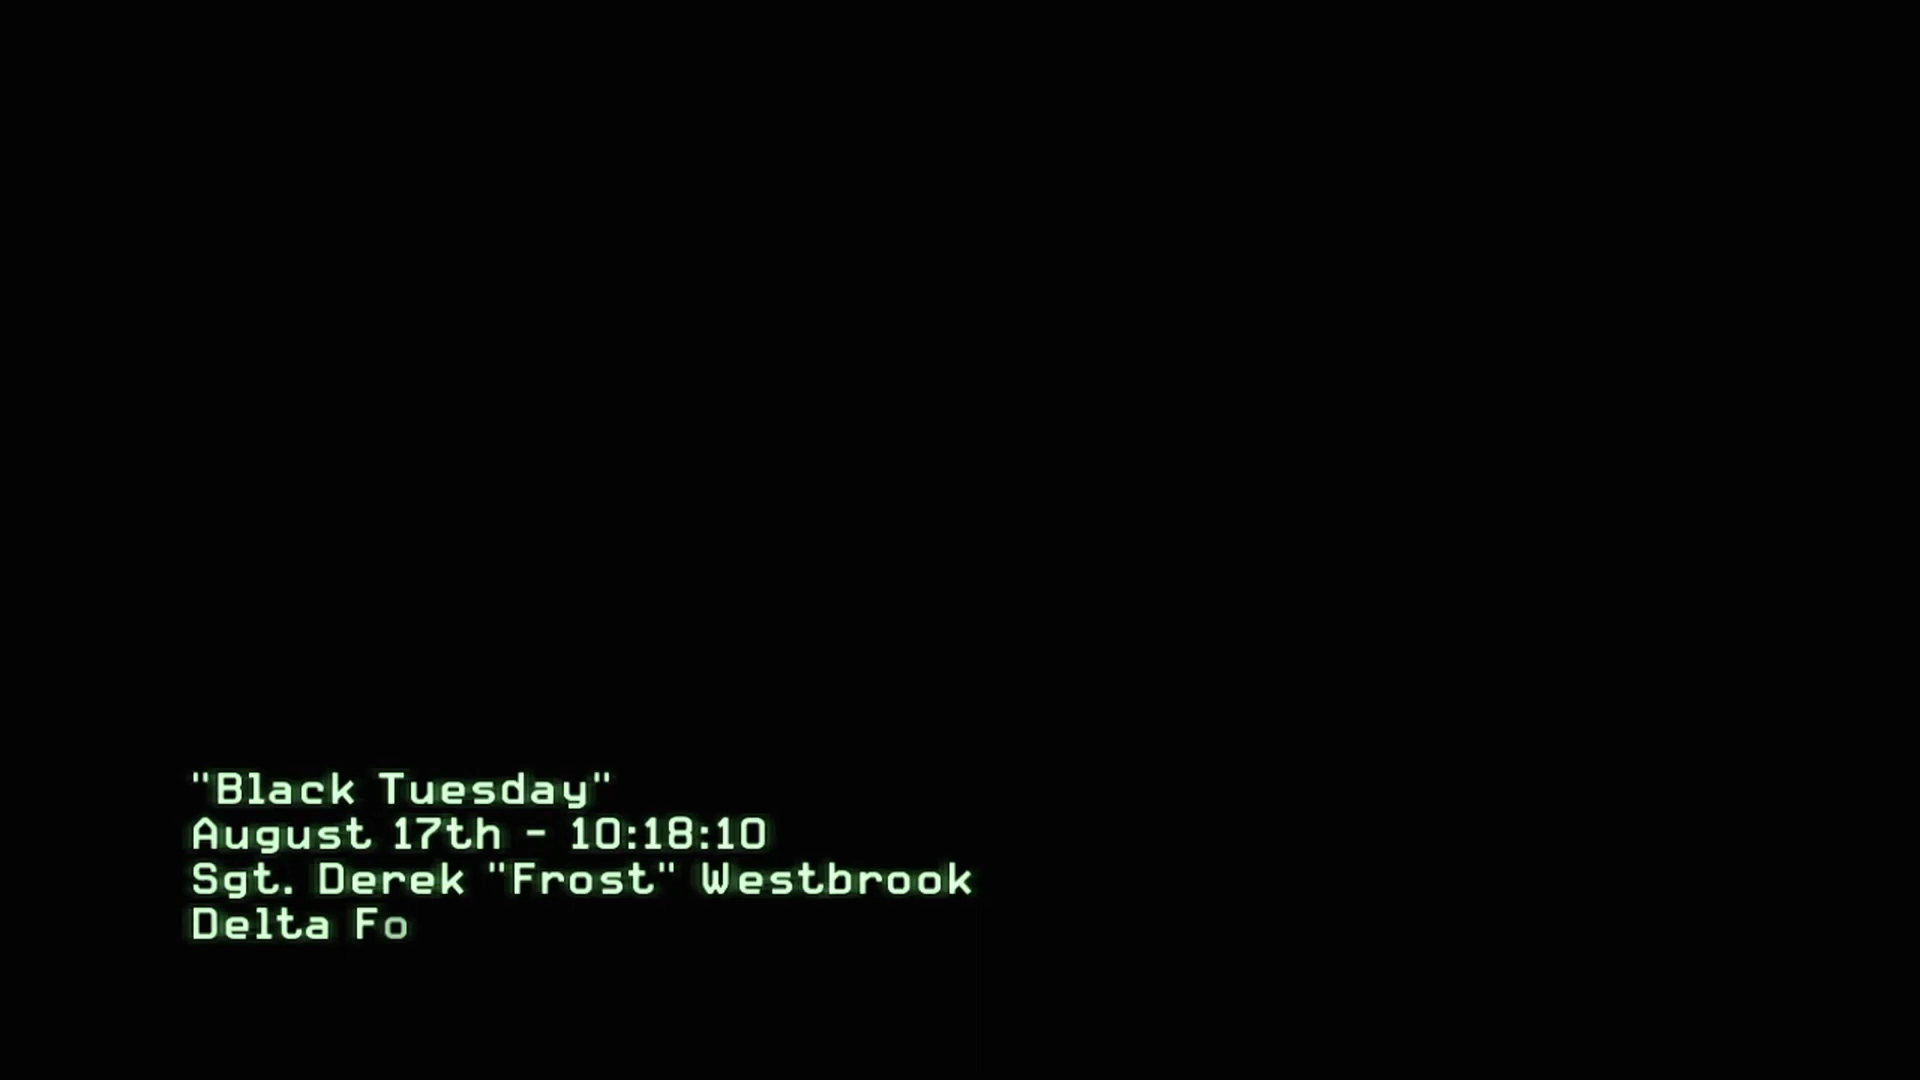 "Black Tuesday"
August 17th - 10:18:10
Sgt. Derek "Frost" Westbrook
Delta Fo